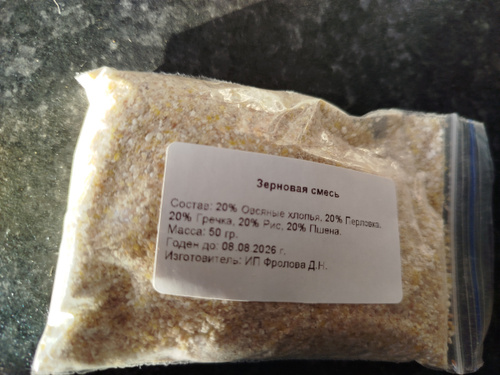 Зерновая смесь
Состав: 20% Овсяные хлопья, 20% Перловка,
20% Гречка, 20% Рис, 20% Пшена.
Масса: 50 гр.
Годен до: 08.08.2026 г.
Изготовитель: ИП Фролова Д.Н.